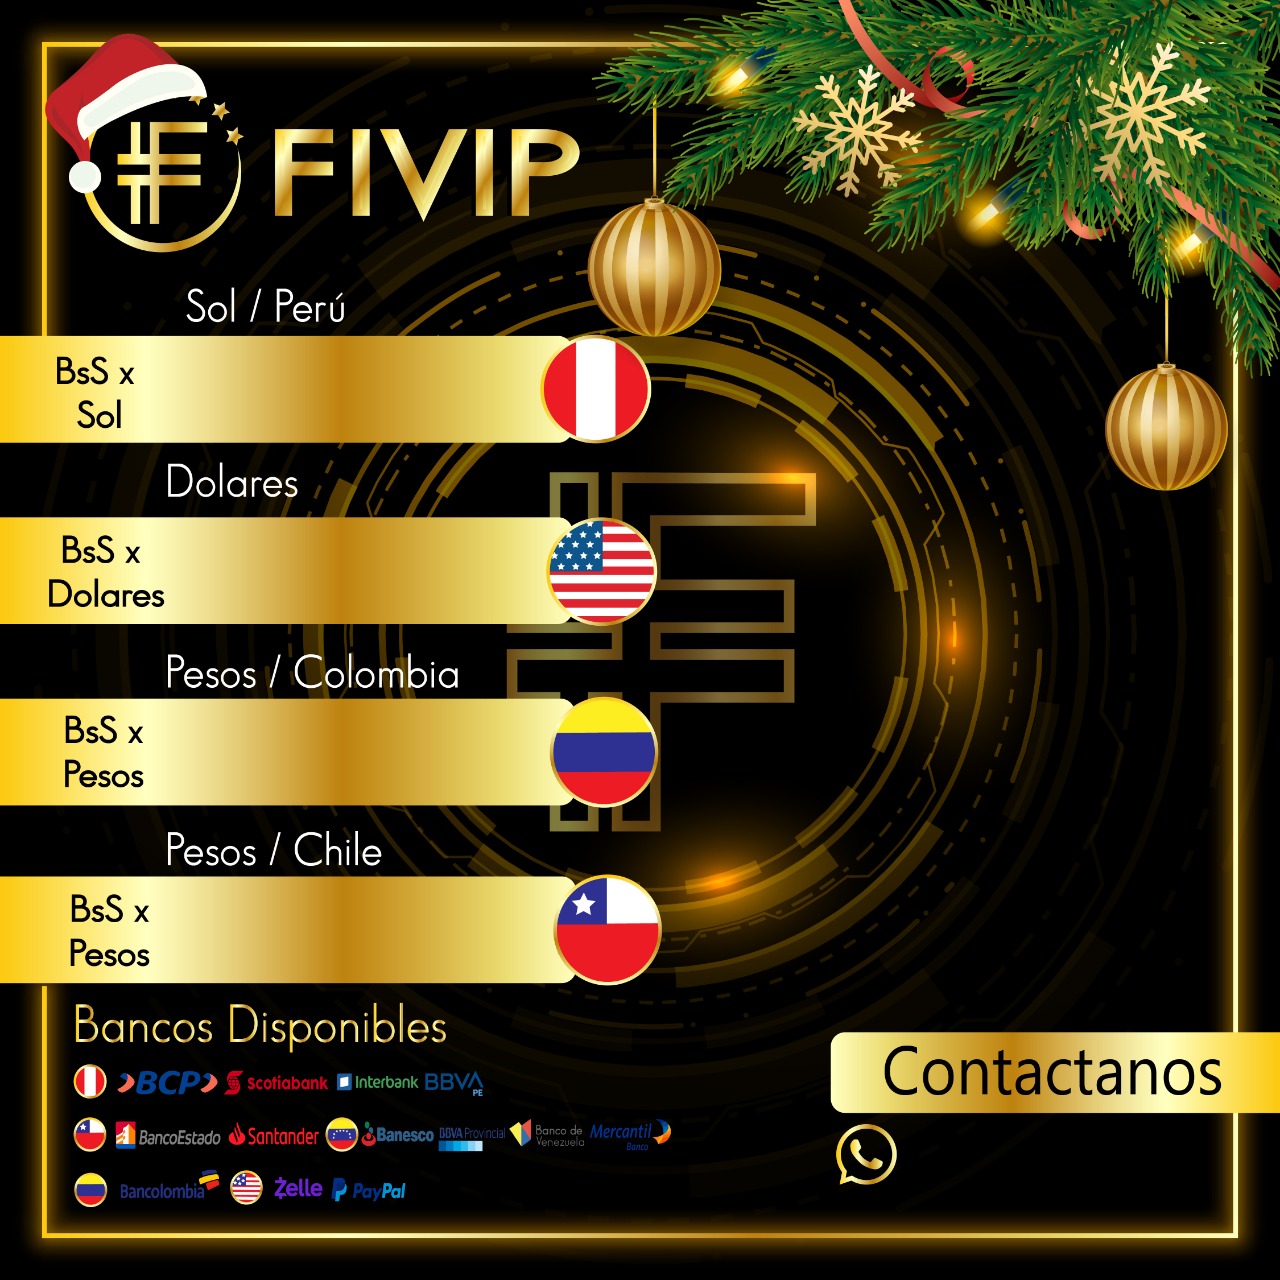 FIVIP
Sol / Perú
BsS x
Sol
Dolares
BsS x
Dolares
Pesos / Colombia
BsS x
Pesos
Pesos / Chile
BsS x
Pesos
Bancos Disponibles
BCP Scotiabank Interbank BBVA PE
BancoEstado Santander Banesco BBVA Provincial Banco de Venezuela Mercantil Banco
Bancolombia Zelle PayPal
Contactanos